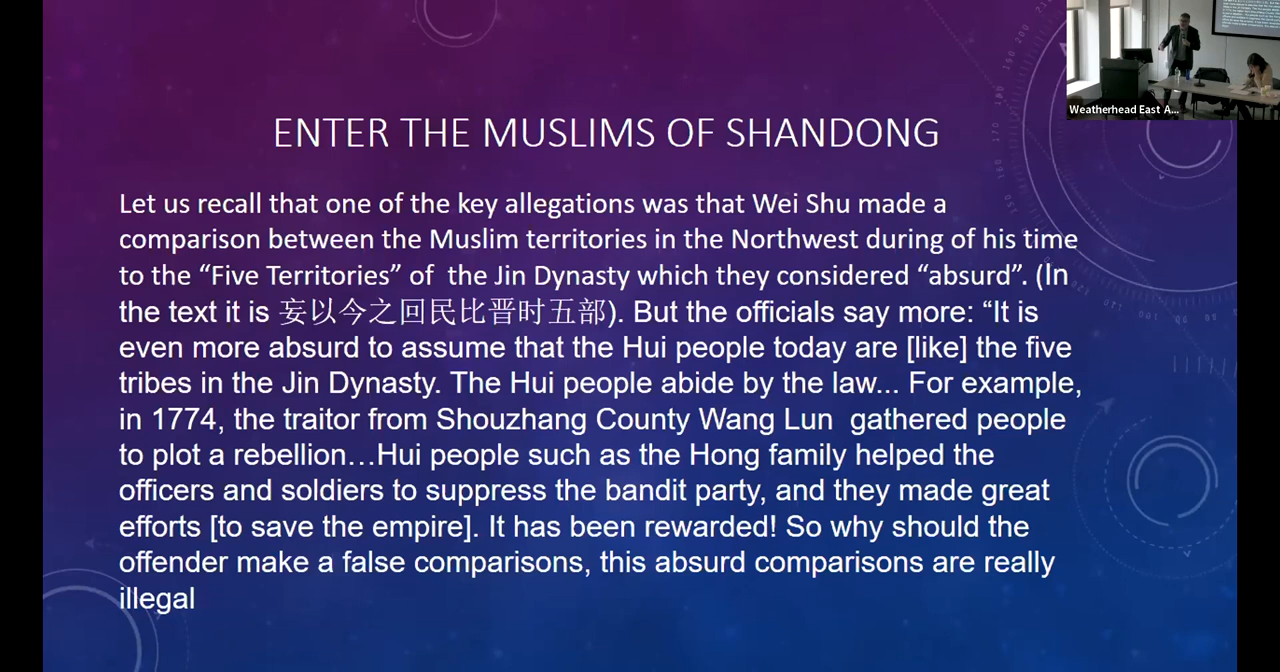 ENTER THE MUSLIMS OF SHANDONG
Let us recall that one of the key allegations was that Wei Shu made a
comparison between the Muslim territories in the Northwest during of his time
to the “Five Territories” of  the Jin Dynasty which they considered “absurd”. (In
the text it is 妄以今之回民比晋时五部). But the officials say more: “It is
even more absurd to assume that the Hui people today are [like] the five
tribes in the Jin Dynasty. The Hui people abide by the law... For example,
in 1774, the traitor from Shouzhang County Wang Lun  gathered people
to plot a rebellion…Hui people such as the Hong family helped the
officers and soldiers to suppress the bandit party, and they made great
efforts [to save the empire]. It has been rewarded! So why should the
offender make a false comparisons, this absurd comparisons are really
illegal
Weatherhead East A...